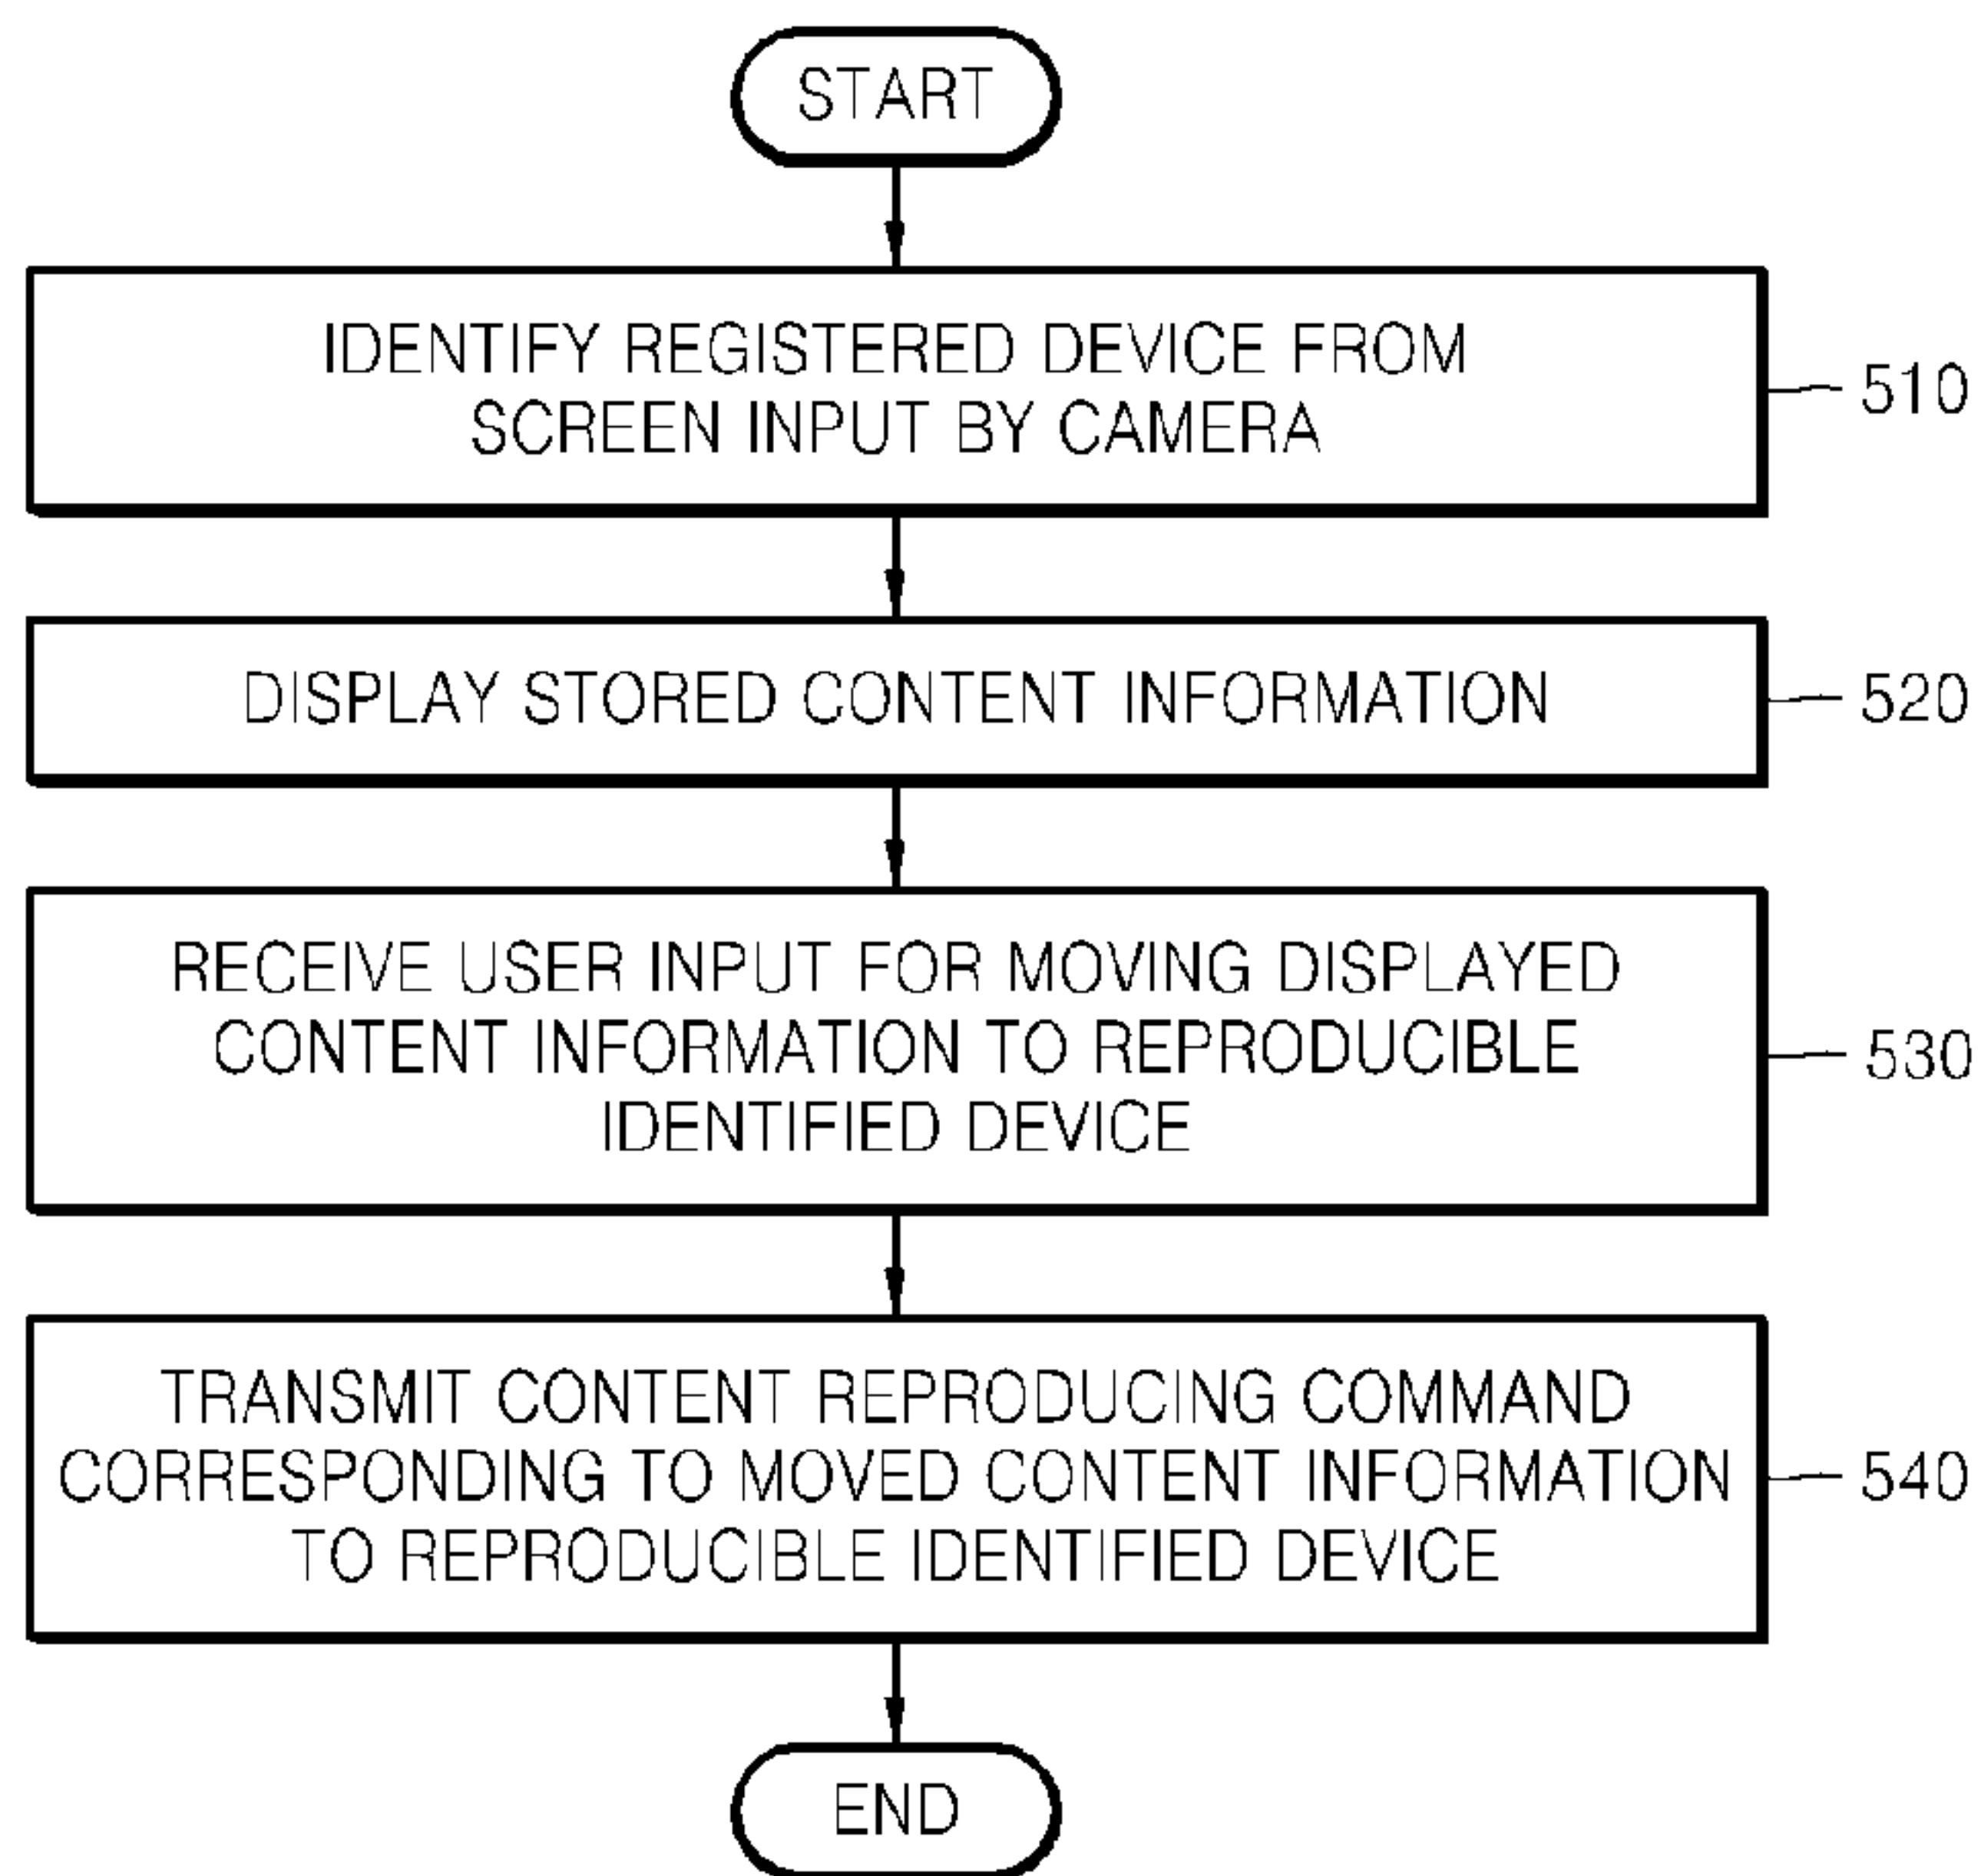 START
IDENTIFY REGISTERED DEVICE FROM
SCREEN INPUT BY CAMERA
510
DISPLAY STORED CONTENT INFORMATION
520
RECEIVE USER INPUT FOR MOVING DISPLAYED
CONTENT INFORMATION TO REPRODUCIBLE
IDENTIFIED DEVICE
530
TRANSMIT CONTENT REPRODUCING COMMAND
CORRESPONDING TO MOVED CONTENT INFORMATION
TO REPRODUCIBLE IDENTIFIED DEVICE
540
END